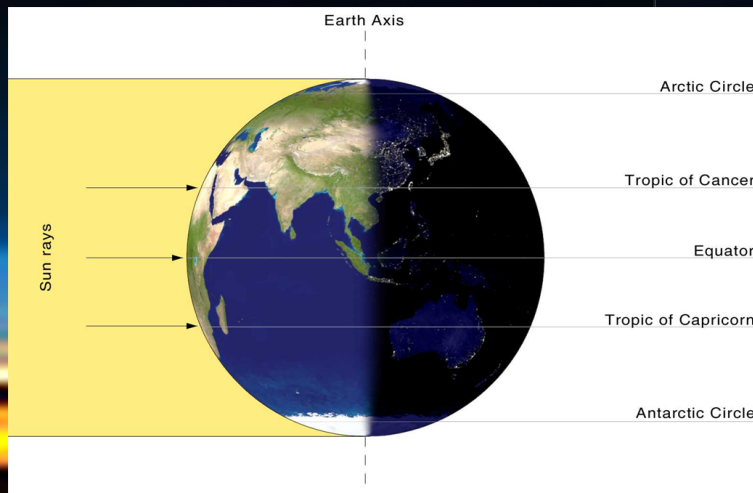 Earth Axis
Arctic Circle
Tropic of Cancer
Equator
Tropic of Capricorn
Antarctic Circle
Sun rays